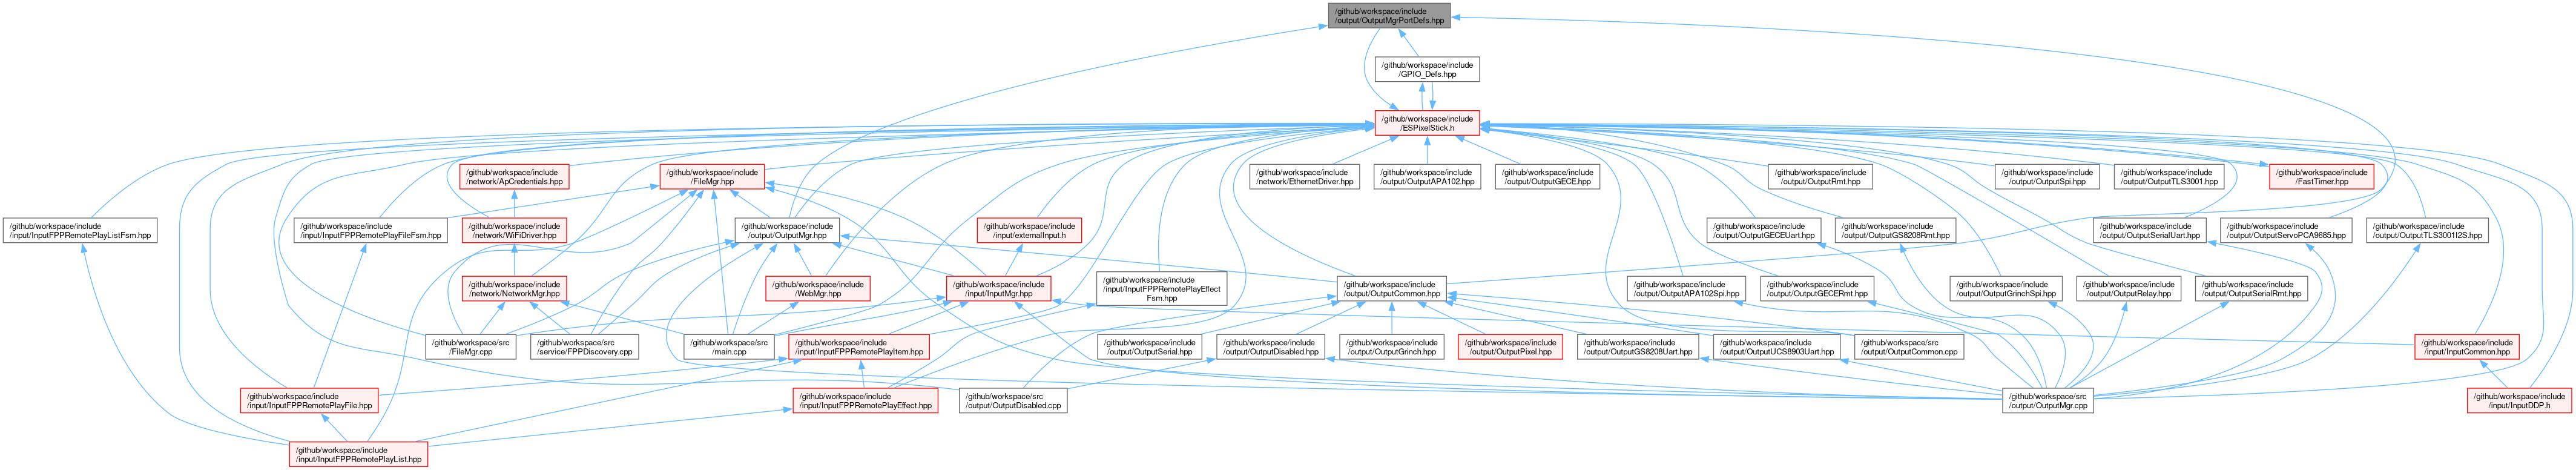 /github/workspace/include
/output/OutputMgrPortDefs.hpp
/github/workspace/include
/GPIO_Defs.hpp
/github/workspace/include
/ESPixelStick.h
/github/workspace/include
/network/ApCredentials.hpp
/github/workspace/include
/FileMgr.hpp
/github/workspace/include
/network/EthernetDriver.hpp
/github/workspace/include
/output/OutputAPA102.hpp
/github/workspace/include
/output/OutputGECE.hpp
/github/workspace/include
/output/OutputRmt.hpp
/github/workspace/include
/output/OutputSpi.hpp
/github/workspace/include
/output/OutputTLS3001.hpp
/github/workspace/include
/FastTimer.hpp
/github/workspace/include
/input/InputFPPRemotePlayListFsm.hpp
/github/workspace/include
/input/InputFPPRemotePlayFileFsm.hpp
/github/workspace/include
/network/WiFiDriver.hpp
/github/workspace/include
/output/OutputMgr.hpp
/github/workspace/include
/input/externalInput.h
/github/workspace/include
/output/OutputGECEUart.hpp
/github/workspace/include
/output/OutputGS8208Rmt.hpp
/github/workspace/include
/output/OutputSerialUart.hpp
/github/workspace/include
/output/OutputServoPCA9685.hpp
/github/workspace/include
/output/OutputTLS3001I2S.hpp
/github/workspace/include
/network/NetworkMgr.hpp
/github/workspace/include
/WebMgr.hpp
/github/workspace/include
/input/InputMgr.hpp
/github/workspace/include
/input/InputFPPRemotePlayEffect
Fsm.hpp
/github/workspace/include
/output/OutputCommon.hpp
/github/workspace/include
/output/OutputAPA102Spi.hpp
/github/workspace/include
/output/OutputGECERmt.hpp
/github/workspace/include
/output/OutputGrinchSpi.hpp
/github/workspace/include
/output/OutputRelay.hpp
/github/workspace/include
/output/OutputSerialRmt.hpp
/github/workspace/src
/FileMgr.cpp
/github/workspace/src
/service/FPPDiscovery.cpp
/github/workspace/src
/main.cpp
/github/workspace/include
/input/InputFPPRemotePlayItem.hpp
/github/workspace/include
/output/OutputSerial.hpp
/github/workspace/include
/output/OutputDisabled.hpp
/github/workspace/include
/output/OutputGrinch.hpp
/github/workspace/include
/output/OutputPixel.hpp
/github/workspace/include
/output/OutputGS8208Uart.hpp
/github/workspace/include
/output/OutputUCS8903Uart.hpp
/github/workspace/src
/output/OutputCommon.cpp
/github/workspace/include
/input/InputCommon.hpp
/github/workspace/include
/input/InputFPPRemotePlayFile.hpp
/github/workspace/include
/input/InputFPPRemotePlayEffect.hpp
/github/workspace/src
/output/OutputDisabled.cpp
/github/workspace/src
/output/OutputMgr.cpp
/github/workspace/include
/input/InputDDP.h
/github/workspace/include
/input/InputFPPRemotePlayList.hpp